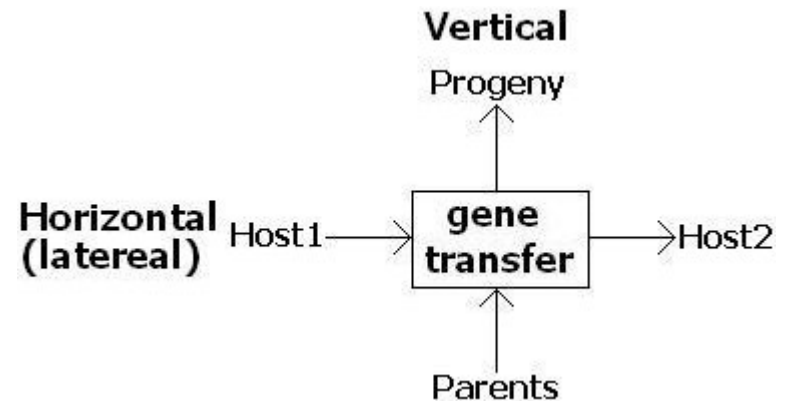 Vertical
Progeny
Horizontal
(latereal)
Host1
gene
transfer
Host2
Parents